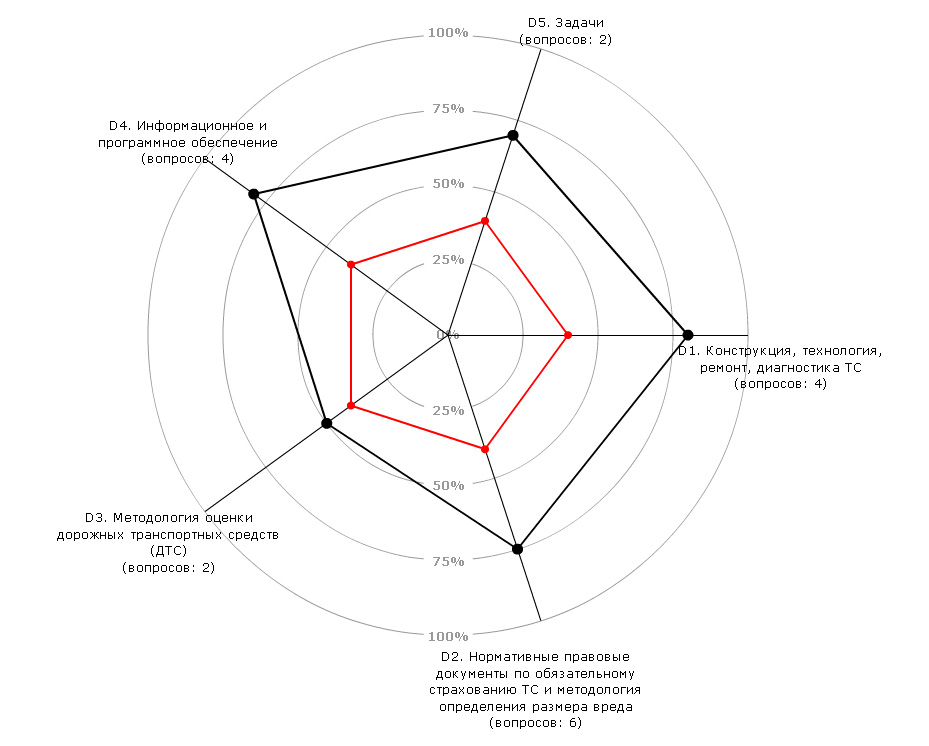 D5. Задачи
(вопросов: 2)
100%
75%
50%
25%
0%
25%
50%
75%
100%
D4. Информационное и
программное обеспечение
(вопросов: 4)
D1. Конструкция, технология,
ремонт, диагностика ТС
(вопросов: 4)
D3. Методология оценки
дорожных транспортных средств
(ДТС)
(вопросов: 2)
D2. Нормативные правовые
документы по обязательному
страхованию ТС и методология
определения размера вреда
(вопросов: 6)